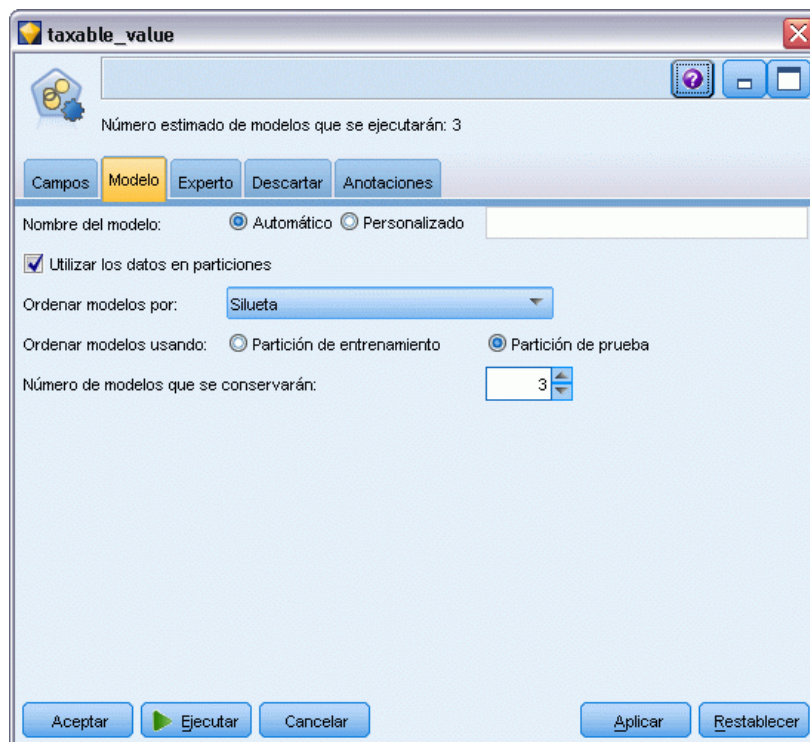 taxable_value
Número estimado de modelos que se ejecutarán: 3
Campos Modelo Experto Descartar Anotaciones
Nombre del modelo: Automático Personalizado
Utilizar los datos en particiones
Ordenar modelos por: Silueta
Ordenar modelos usando: Partición de entrenamiento Partición de prueba
Número de modelos que se conservarán: 3
Aceptar Ejecutar Cancelar Aplicar Restablecer